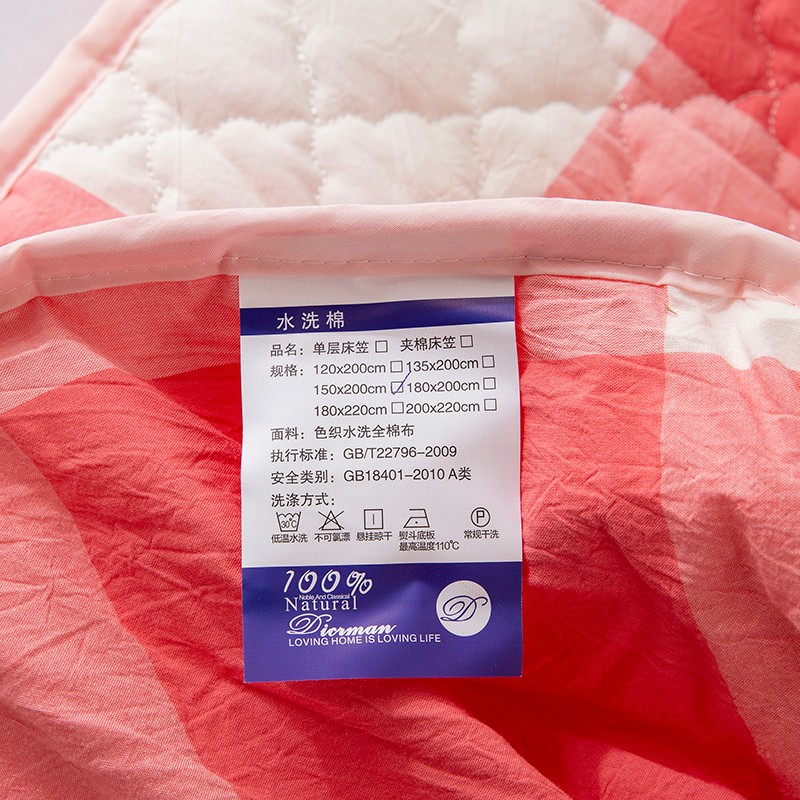 水洗棉
品名：单层床笠□ 夹棉床笠□
规格：120x200cm□135x200cm□
150x200cm☑180x200cm□
180x220cm□200x220cm□
面料：色织水洗全棉布
执行标准：GB/T22796-2009
安全类别：GB18401-2010 A类
洗涤方式：
30℃
P
低温水洗 不可氯漂 悬挂晾干 熨斗底板 常规干洗
最高温度110℃
100%
Noble And Classical
Natural
Diorman
LOVING HOME IS LOVING LIFE
D